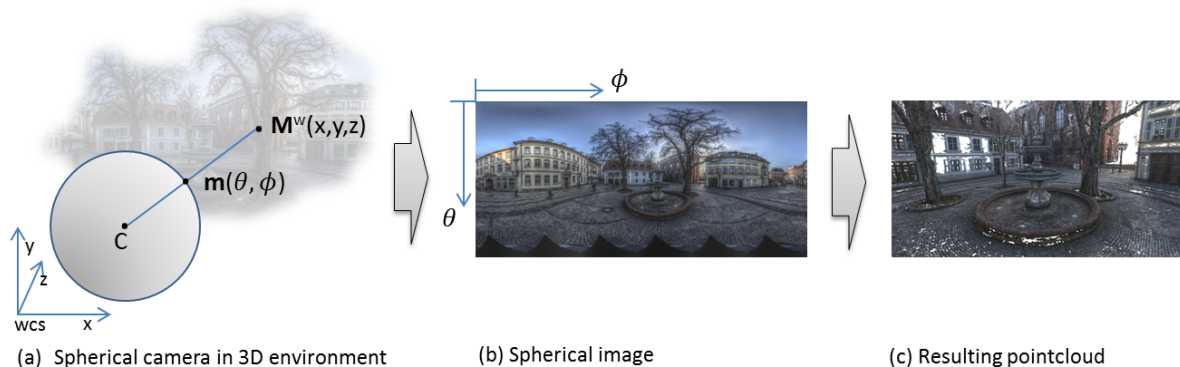 M^w(x,y,z)
m(θ, ϕ)
C
y
z
x
wcs
ϕ
θ
(a) Spherical camera in 3D environment
(b) Spherical image
(c) Resulting pointcloud